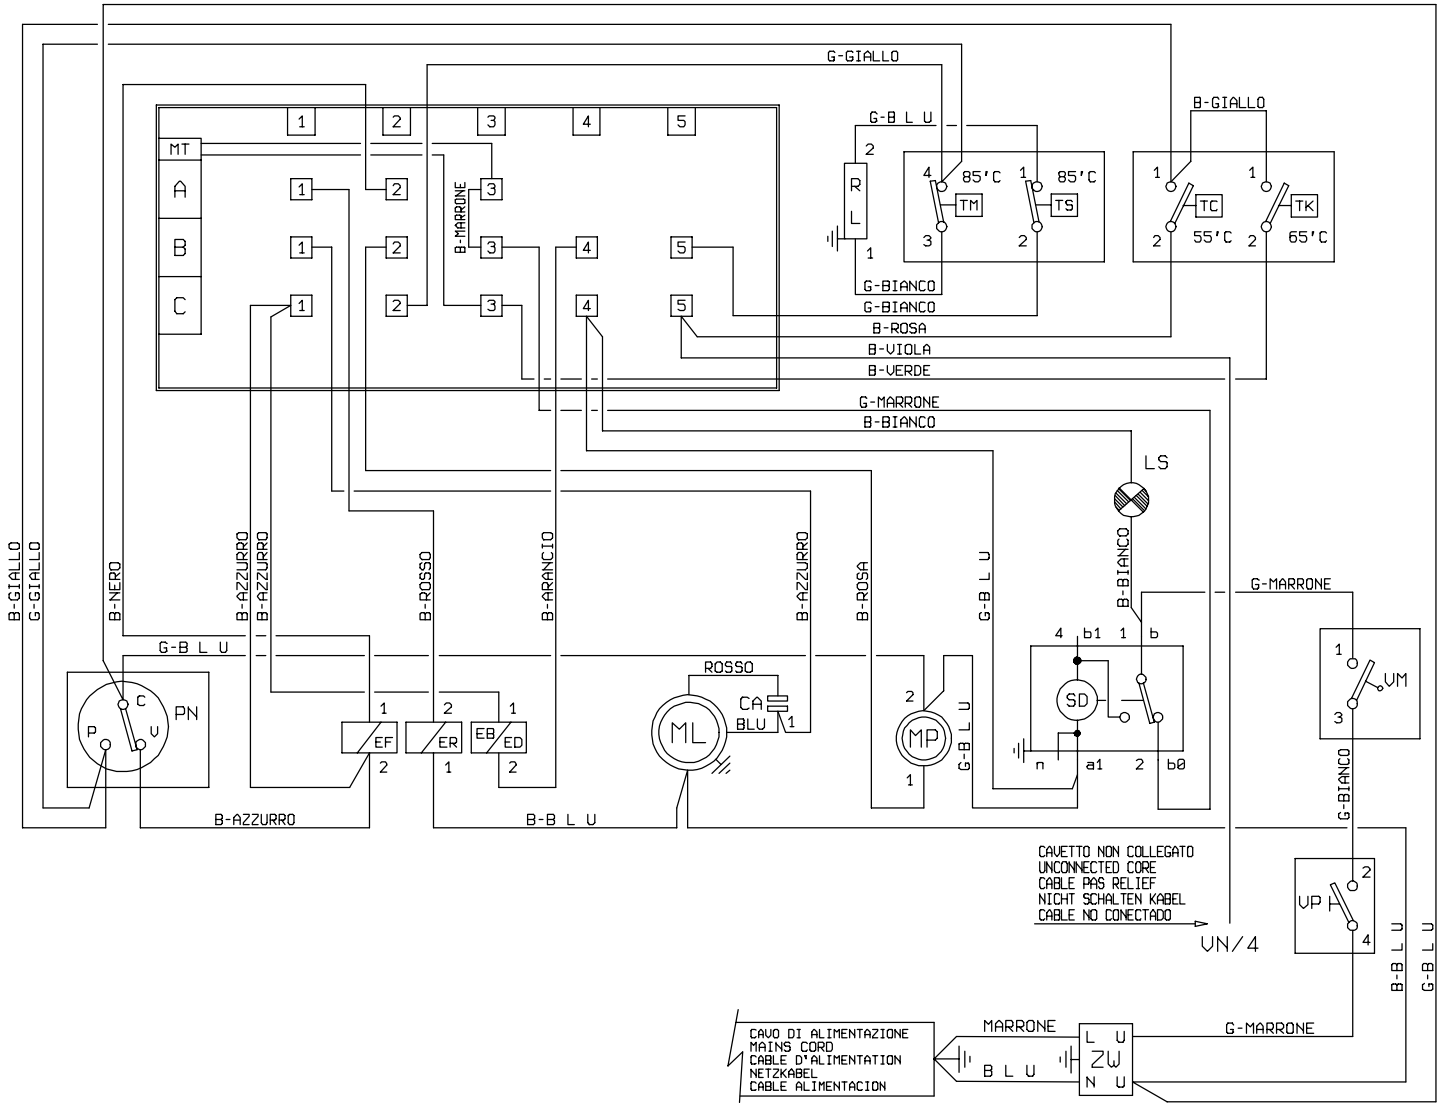 G-GIALLO
B-GIALLO
G-B L U
1
2
3
4
5
MT
A
1
2
3
B-MARRONE
B
1
2
3
4
5
C
1
2
3
4
5
2
R
L
1
4
85'C
TM
3
1
85'C
TS
2
1
TC
2
55'C
1
TK
2
65'C
G-BIANCO
G-BIANCO
B-ROSA
B-VIOLA
B-VERDE
G-MARRONE
B-BIANCO
LS
B-GIALLO
G-GIALLO
B-NERO
B-AZZURRO
B-AZZURRO
B-ROSSO
B-ARANCIO
B-AZZURRO
B-ROSA
G-B L U
B-BIANCO
G-MARRONE
G-B L U
ROSSO
4
b1
1
b
SD
n
a1
2
b0
1
VM
3
C
P
V
PN
1
EF
2
2
ER
1
1
EB
ED
2
ML
CA
BLU
1
2
MP
1
G-B L U
B-AZZURRO
B-B L U
G-BIANCO
CAVETTO NON COLLEGATO
UNCONNECTED CORE
CABLE PAS RELIEF
NICHT SCHALTEN KABEL
CABLE NO CONECTADO
VN/4
2
VP
4
B-B L U
G-B L U
CAVO DI ALIMENTAZIONE
MAINS CORD
CABLE D'ALIMENTATION
NETZKABEL
CABLE ALIMENTACION
MARRONE
B L U
L U
ZW
N U
G-MARRONE